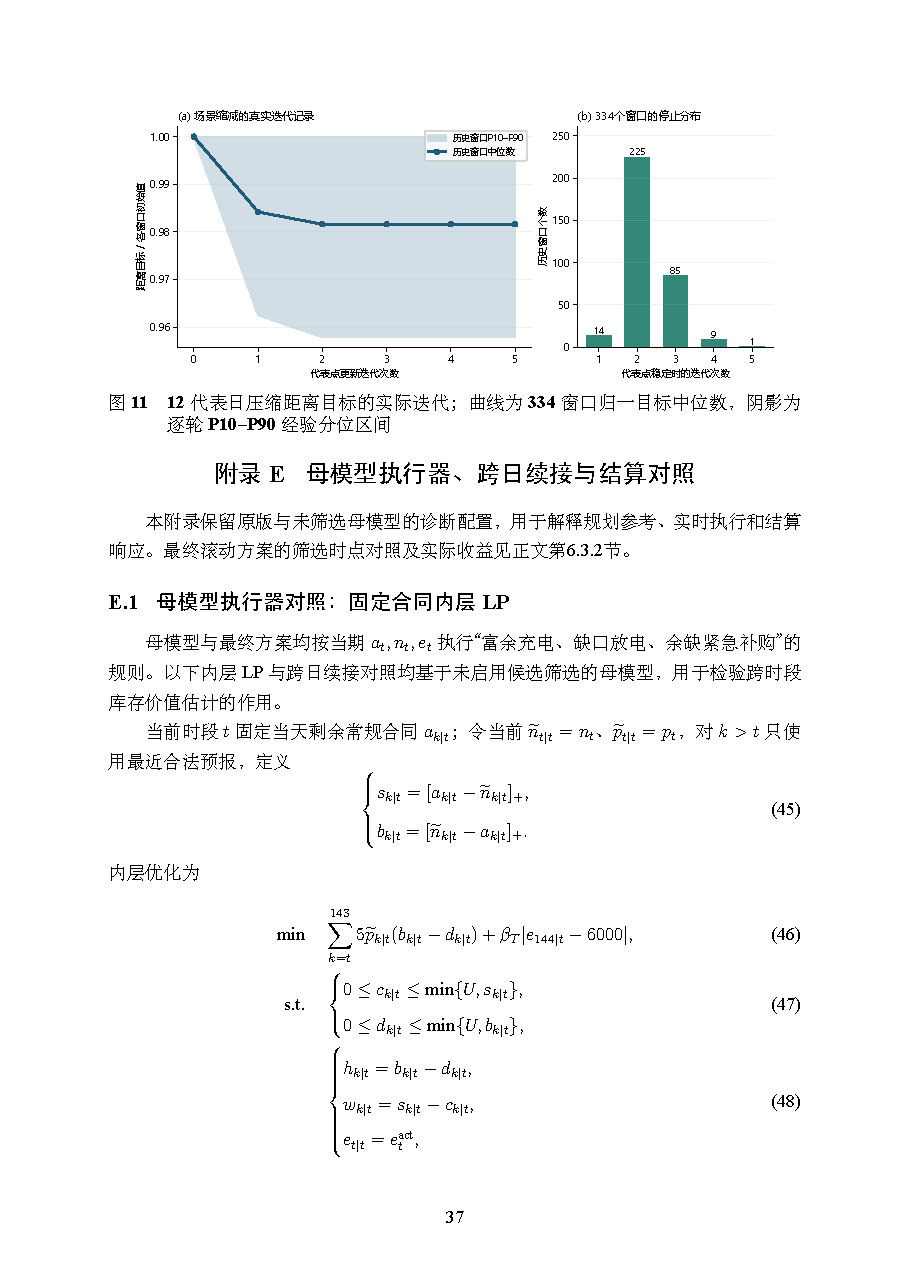 (a) 场景缩减的真实迭代记录
1.00
0.99
0.98
0.97
0.96
距离目标 / 各窗口初始值
历史窗口P10–P90
历史窗口中位数
0 1 2 3 4 5
代表点更新迭代次数
(b) 334个窗口的停止分布
250
200
150
100
50
0
历史窗口个数
14 225 85 9 1
1 2 3 4 5
代表点稳定时的迭代次数
图 11 12 代表日压缩距离目标的实际迭代；曲线为 334 窗口归一目标中位数，阴影为
逐轮 P10–P90 经验分位区间
附录 E 母模型执行器、跨日续接与结算对照
本附录保留原版与未筛选母模型的诊断配置，用于解释规划参考、实时执行和结算
响应。最终滚动方案的筛选时点对照及实际收益见正文第6.3.2节。
E.1 母模型执行器对照：固定合同内层 LP
母模型与最终方案均按当期 a_t, n_t, e_t 执行“富余充电、缺口放电、余缺紧急补购”的
规则。以下内层 LP 与跨日续接对照均基于未启用候选筛选的母模型，用于检验跨时段
库存价值估计的作用。
当前时段 t 固定当天剩余常规合同 a_{k|t}；令当前 ñ_{t|t} = n_t、p̃_{t|t} = p_t，对 k > t 只使
用最近合法预报，定义
s_{k|t} = [a_{k|t} − ñ_{k|t}]_+,
b_{k|t} = [ñ_{k|t} − a_{k|t}]_+.
(45)
内层优化为
min ∑_{k=t}^{143} 5p̃_{k|t}(b_{k|t} − d_{k|t}) + β_T|e_{144|t} − 6000|, (46)
s.t. 0 ≤ c_{k|t} ≤ min{U, s_{k|t}},
0 ≤ d_{k|t} ≤ min{U, b_{k|t}},
(47)
h_{k|t} = b_{k|t} − d_{k|t},
w_{k|t} = s_{k|t} − c_{k|t},
(48)
e_{t|t} = e_t^{act},
37